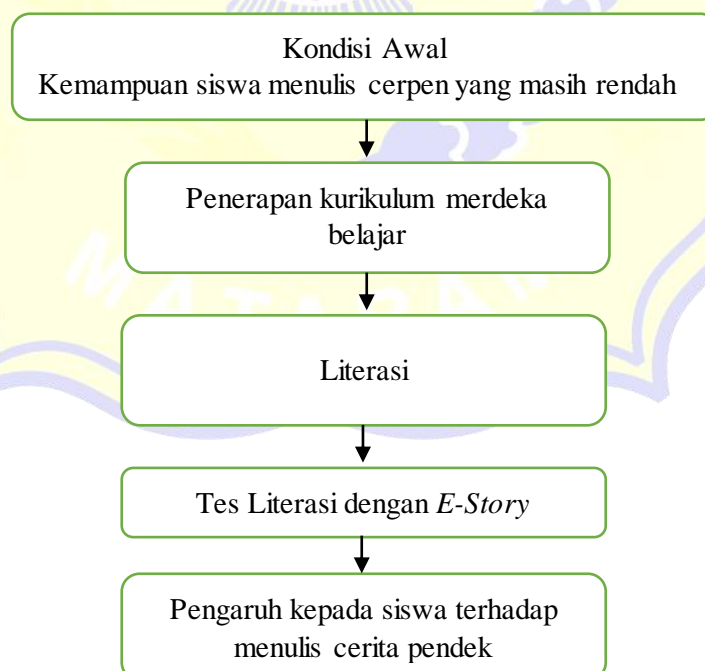 Kondisi Awal
Kemampuan siswa menulis cerpen yang masih rendah
Penerapan kurikulum merdeka
belajar
MATARAM
Literasi
Tes Literasi dengan E-Story
Pengaruh kepada siswa terhadap
menulis cerita pendek